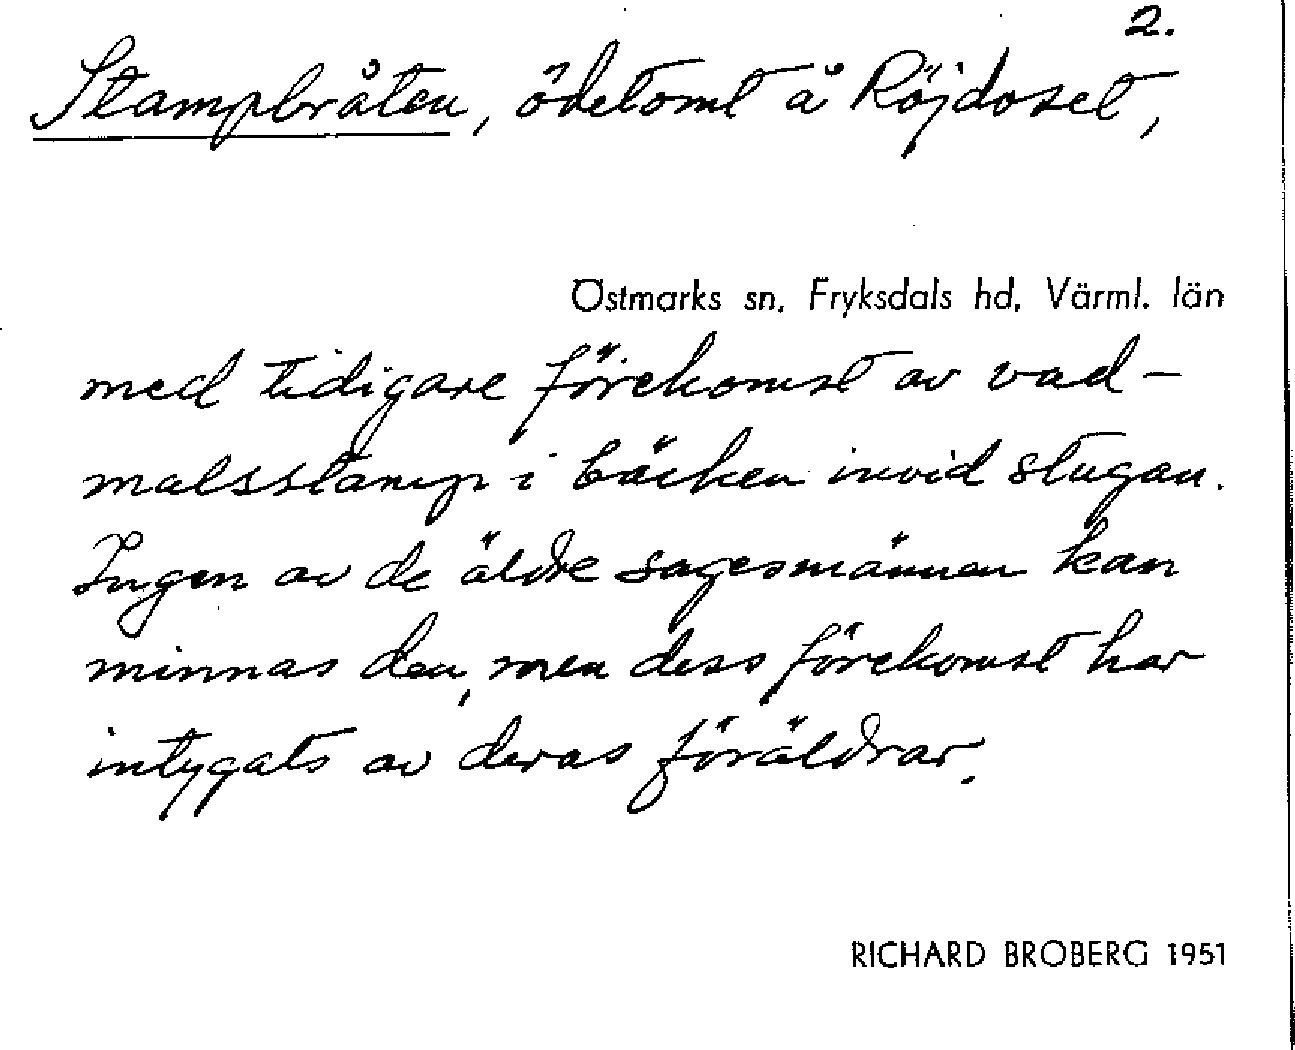 2.
Stampbråten, ödetomt å Röjdoset,
Östmarks sn. Fryksdals hd, Värml. län
med tidigare förekomst av vad-
malsstamp i bäcken invid stugan.
Ingen av de äldre sagesmännen kan
minnas den, men dess förekomst har
intygats av deras föräldrar.
RICHARD BROBERG 1951